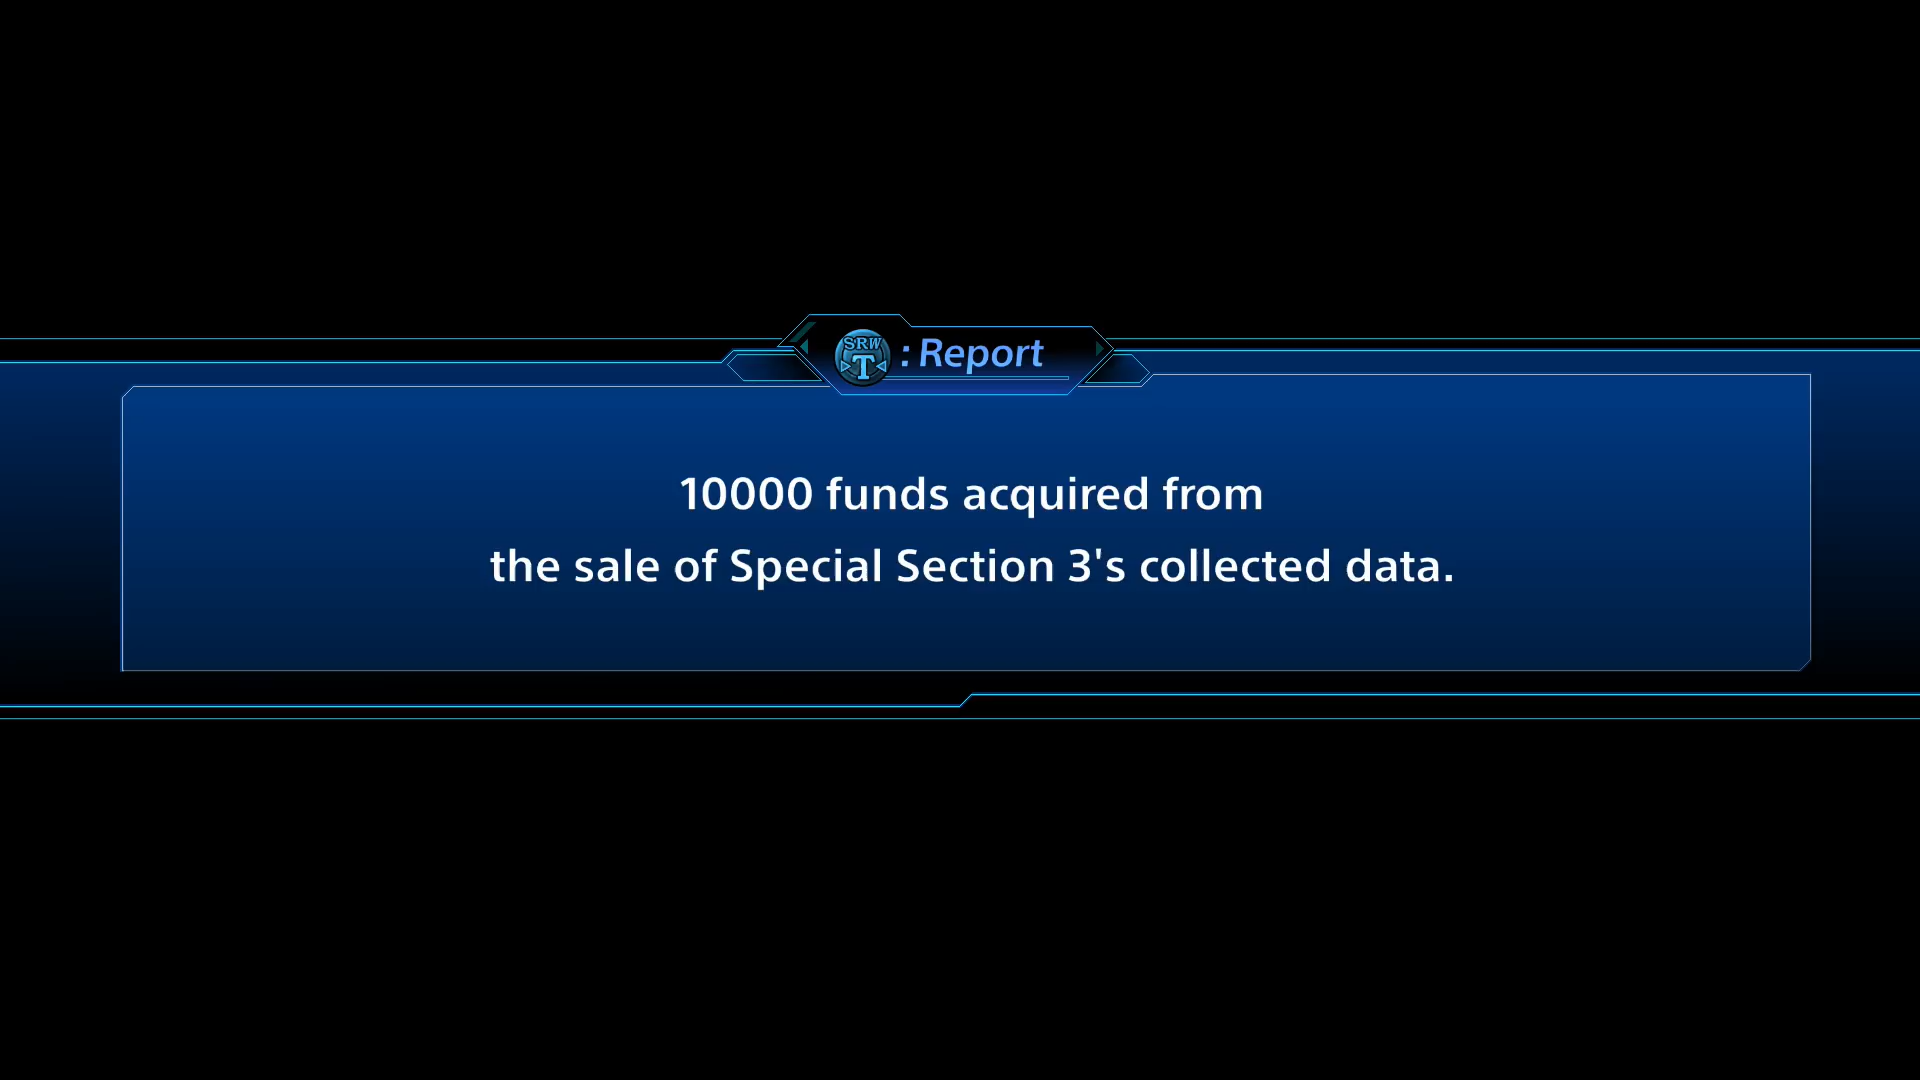 SRW
T
: Report
10000 funds acquired from
the sale of Special Section 3's collected data.